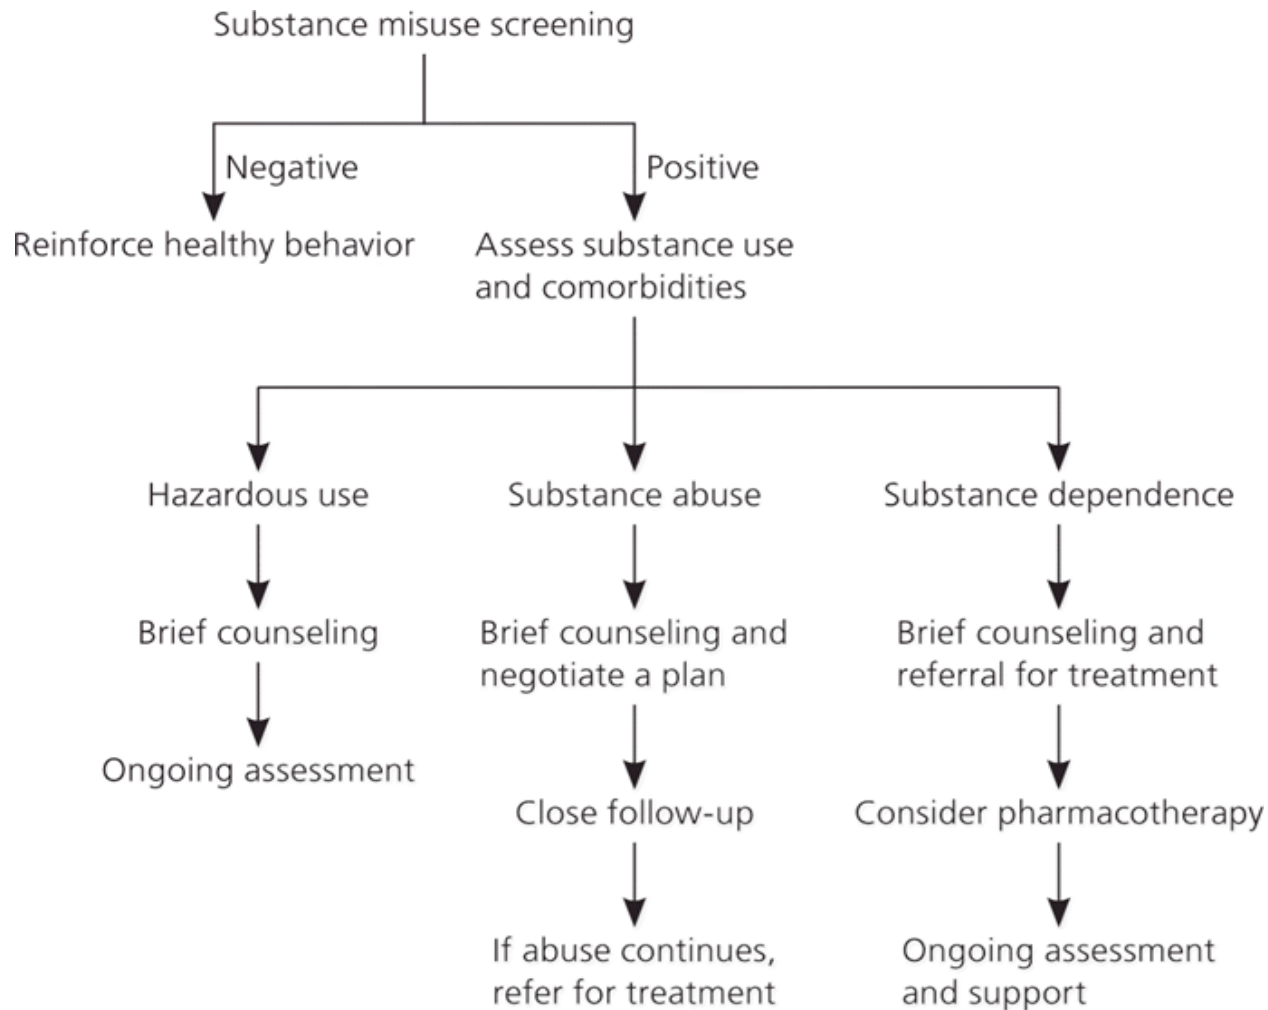 Substance misuse screening
Negative
Positive
Reinforce healthy behavior
Assess substance use
and comorbidities
Hazardous use
Substance abuse
Substance dependence
Brief counseling
Brief counseling and
negotiate a plan
Brief counseling and
referral for treatment
Ongoing assessment
Close follow-up
Consider pharmacotherapy
If abuse continues,
refer for treatment
Ongoing assessment
and support